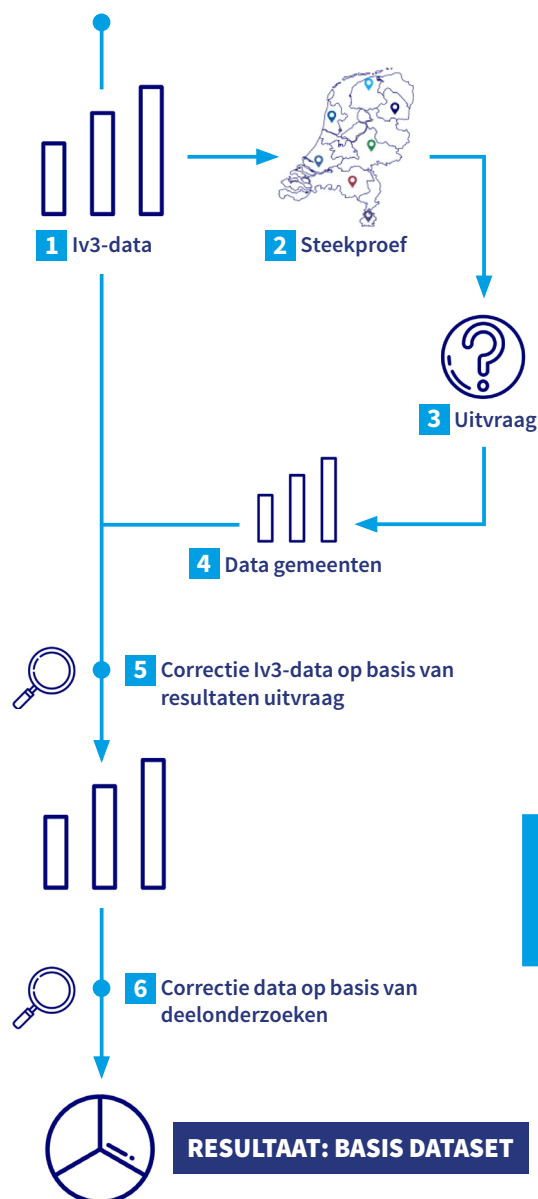 1 Iv3-data
2 Steekproef
3 Uitvraag
4 Data gemeenten
5 Correctie Iv3-data op basis van
resultaten uitvraag
6 Correctie data op basis van
deelonderzoeken
RESULTAAT: BASIS DATASET